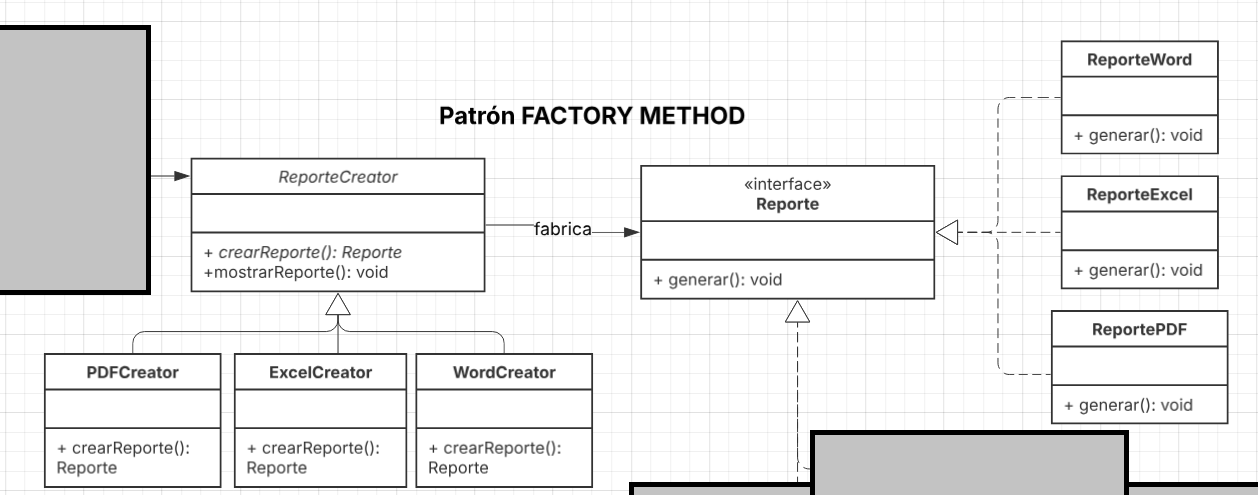 Patrón FACTORY METHOD
ReporteCreator
+ crearReporte(): Reporte
+mostrarReporte(): void
fabrica
«interface»
Reporte
+ generar(): void
ReporteWord
+ generar(): void
ReporteExcel
+ generar(): void
ReportePDF
+ generar(): void
PDFCreator
+ crearReporte():
Reporte
ExcelCreator
+ crearReporte():
Reporte
WordCreator
+ crearReporte():
Reporte